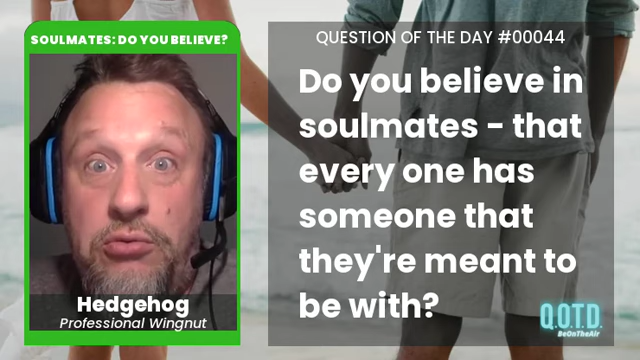 SOULMATES: DO YOU BELIEVE?
Hedgehog
Professional Wingnut
QUESTION OF THE DAY #00044
Do you believe in
soulmates - that
every one has
someone that
they're meant to
be with?
Q.O.T.D.
BeOnTheAir